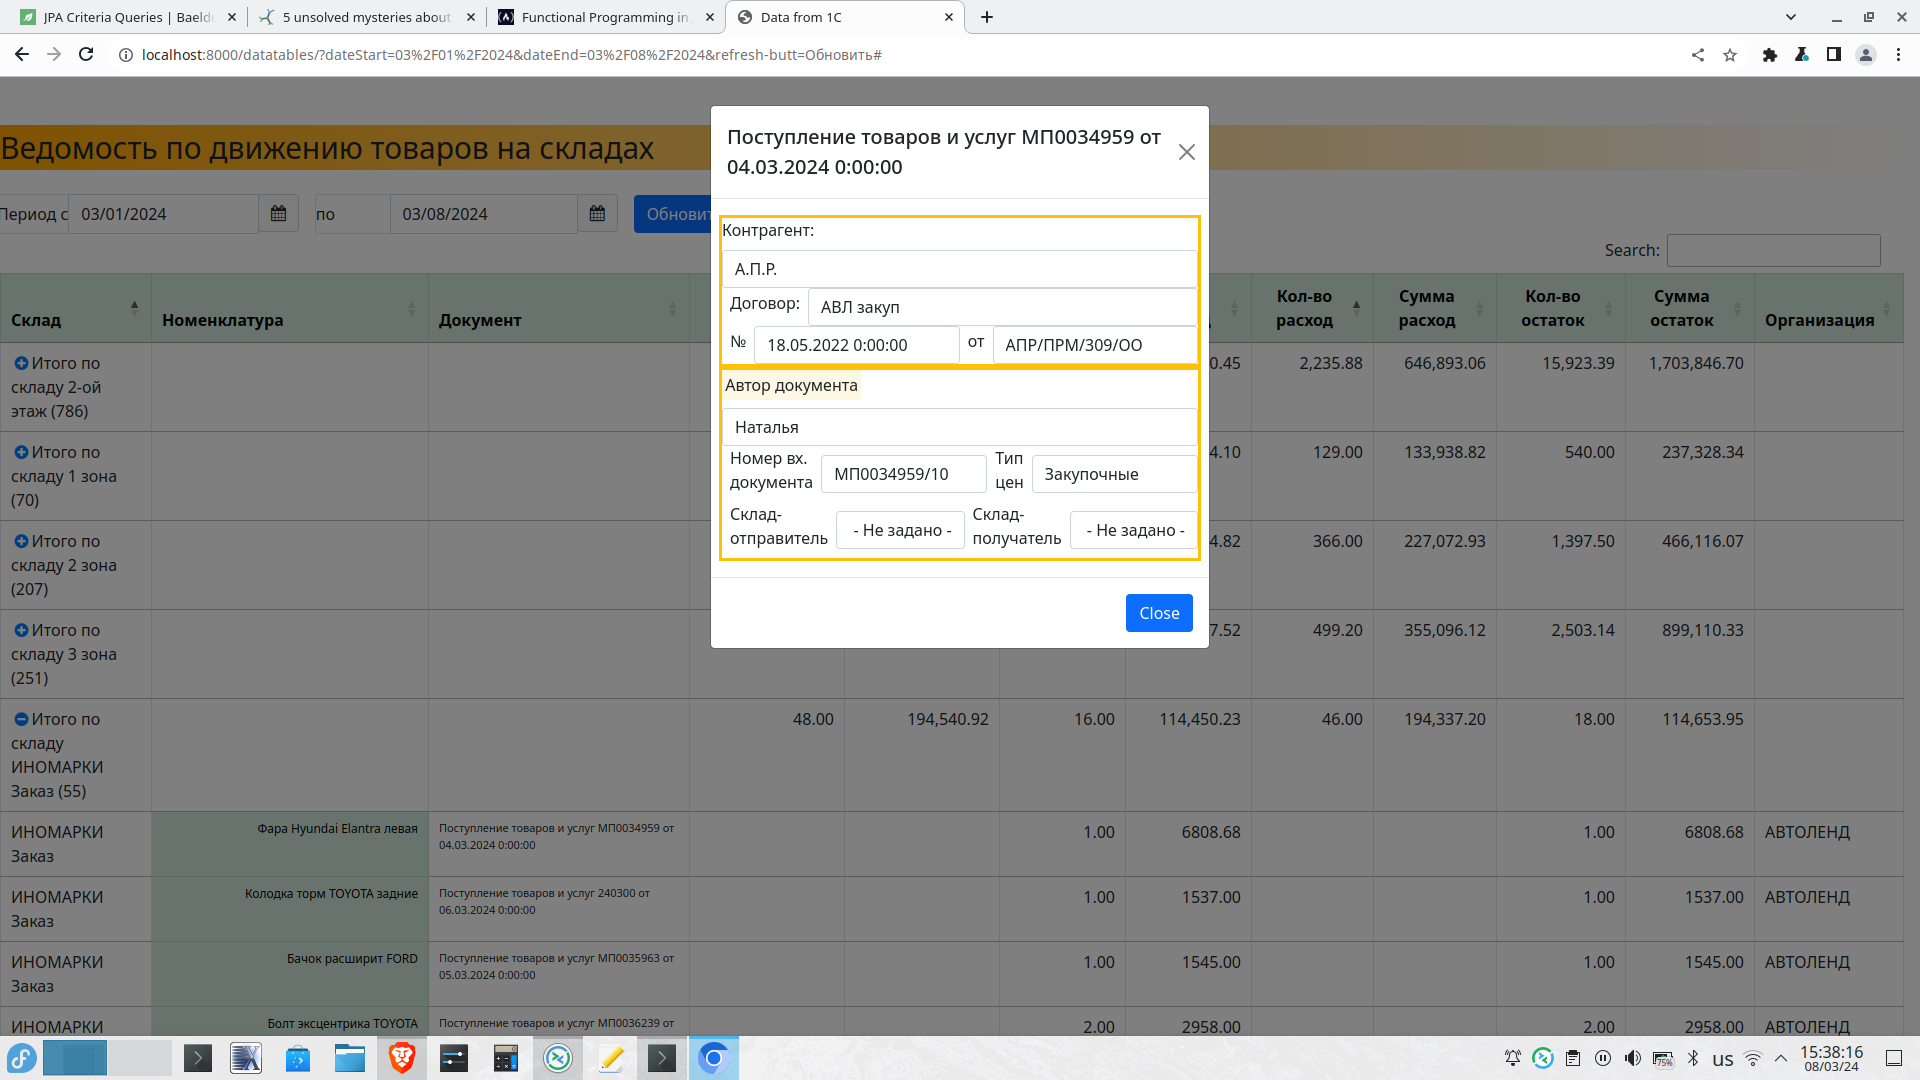 JPA Criteria Queries | Baeld
5 unsolved mysteries about
Functional Programming in
Data from 1C
localhost:8000/datatables/?dateStart=03%2F01%2F2024&dateEnd=03%2F08%2F2024&refresh-butt=Обновить#
Ведомость по движению товаров на складах
Период с 03/01/2024 по 03/08/2024
Search:
Поступление товаров и услуг МП0034959 от
04.03.2024 0:00:00
Контрагент:
А.П.Р.
Договор: АВЛ закуп
№ 18.05.2022 0:00:00 от АПР/ПРМ/309/ОО
Автор документа
Наталья
Номер вх.
документа
МП0034959/10
Тип
цен
Закупочные
Склад-
отправитель
- Не задано -
Склад-
получатель
- Не задано -
Close
Склад
Номенклатура
Документ
Кол-во
расход
Сумма
расход
Кол-во
остаток
Сумма
остаток
Организация
Итого по
складу 2-ой
этаж (786)
0.45 2,235.88 646,893.06 15,923.39 1,703,846.70
Итого по
складу 1 зона
(70)
4.10 129.00 133,938.82 540.00 237,328.34
Итого по
складу 2 зона
(207)
4.82 366.00 227,072.93 1,397.50 466,116.07
Итого по
складу 3 зона
(251)
7.52 499.20 355,096.12 2,503.14 899,110.33
Итого по
складу
ИНОМАРКИ
Заказ (55)
48.00 194,540.92 16.00 114,450.23 46.00 194,337.20 18.00 114,653.95
ИНОМАРКИ
Заказ
Фара Hyundai Elantra левая
Поступление товаров и услуг МП0034959 от
04.03.2024 0:00:00
1.00 6808.68 1.00 6808.68 АВТОЛЕНД
ИНОМАРКИ
Заказ
Колодка торм TOYOTA задние
Поступление товаров и услуг 240300 от
06.03.2024 0:00:00
1.00 1537.00 1.00 1537.00 АВТОЛЕНД
ИНОМАРКИ
Заказ
Бачок расширит FORD
Поступление товаров и услуг МП0035963 от
05.03.2024 0:00:00
1.00 1545.00 1.00 1545.00 АВТОЛЕНД
ИНОМАРКИ
Болт эксцентрика TOYOTA
Поступление товаров и услуг МП0036239 от
2.00 2958.00 2.00 2958.00 АВТОЛЕНД
75%
us
15:38:16
08/03/24